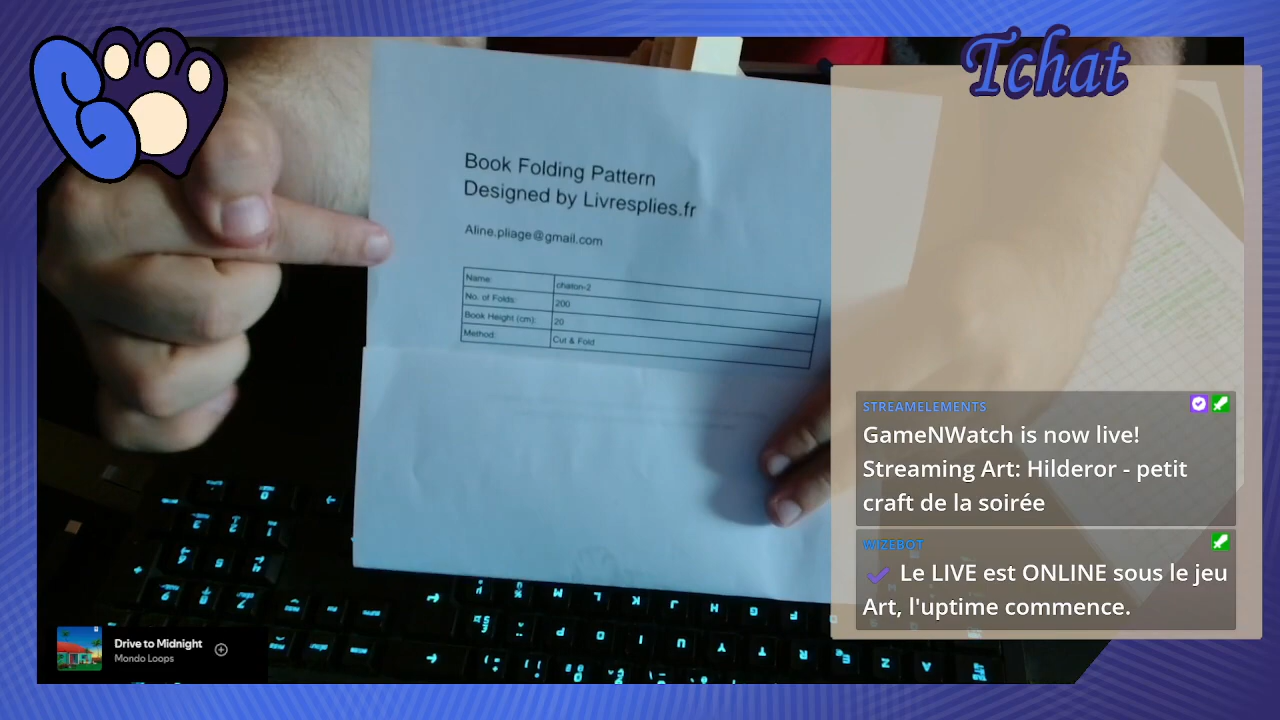 Tchat
Book Folding Pattern
Designed by Livresplies.fr
Aline.pliage@gmail.com
Name: chaton-2
No. of Folds: 200
Book Height (cm): 20
Method: Cut & Fold
STREAMELEMENTS
GameNWatch is now live!
Streaming Art: Hilderor - petit
craft de la soirée
WIZEBOT
Le LIVE est ONLINE sous le jeu
Art, l'uptime commence.
Drive to Midnight
Mondo Loops